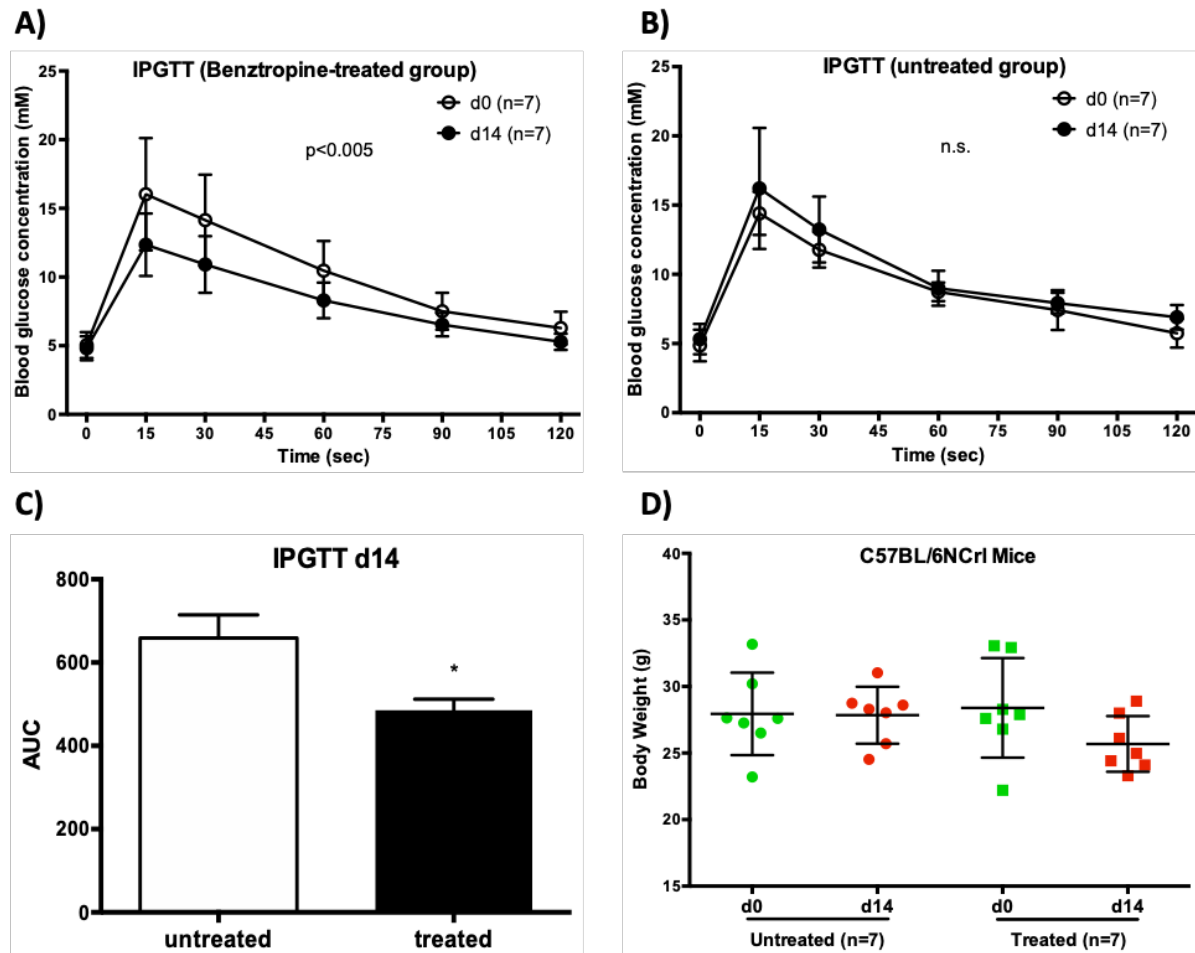 A)
IPGTT (Benztropine-treated group)
d0 (n=7)
d14 (n=7)
p<0.005
Blood glucose concentration (mM)
25
20
15
10
5
0
0 15 30 45 60 75 90 105 120
Time (sec)
B)
IPGTT (untreated group)
d0 (n=7)
d14 (n=7)
n.s.
Blood glucose concentration (mM)
25
20
15
10
5
0
0 15 30 45 60 75 90 105 120
Time (sec)
C)
IPGTT d14
AUC
800
600
400
200
0
*
untreated treated
D)
C57BL/6NCrl Mice
Body Weight (g)
40
35
30
25
20
15
d0 d14 d0 d14
Untreated (n=7) Treated (n=7)